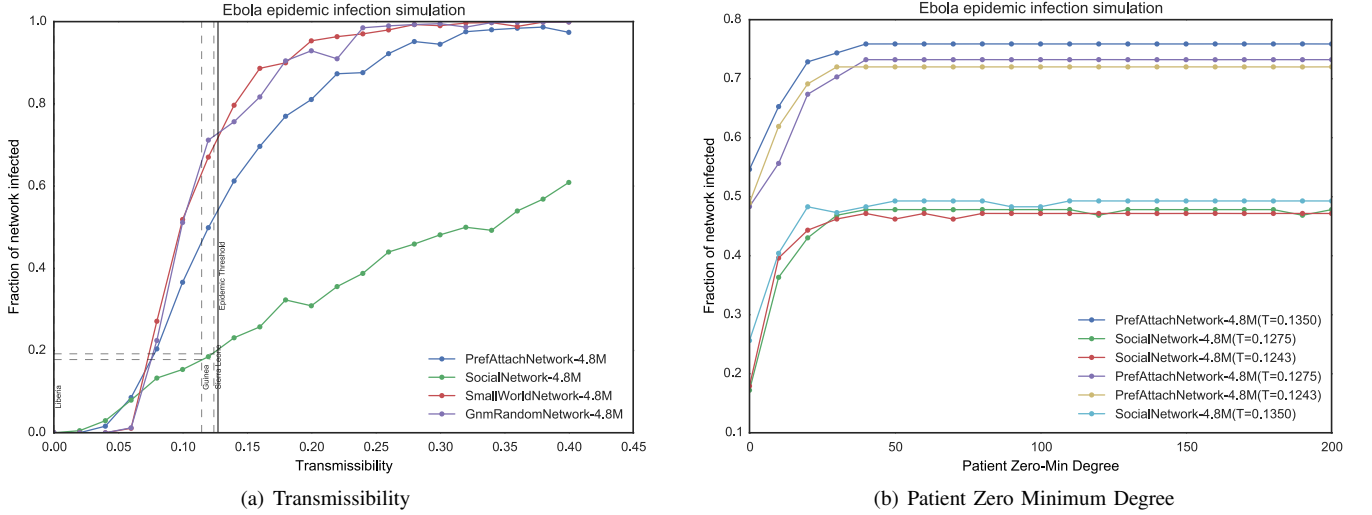 Ebola epidemic infection simulation
1.0
0.8
0.6
0.4
0.2
0.0
Fraction of network infected
Liberia
Guinea
Sierra Leone
Epidemic Threshold
PrefAttachNetwork-4.8M
SocialNetwork-4.8M
SmallWorldNetwork-4.8M
GnmRandomNetwork-4.8M
0.00 0.05 0.10 0.15 0.20 0.25 0.30 0.35 0.40 0.45
Transmissibility
(a) Transmissibility
Ebola epidemic infection simulation
0.8
0.7
0.6
0.5
0.4
0.3
0.2
0.1
Fraction of network infected
PrefAttachNetwork-4.8M(T=0.1350)
SocialNetwork-4.8M(T=0.1275)
SocialNetwork-4.8M(T=0.1243)
PrefAttachNetwork-4.8M(T=0.1275)
PrefAttachNetwork-4.8M(T=0.1243)
SocialNetwork-4.8M(T=0.1350)
0 50 100 150 200
Patient Zero-Min Degree
(b) Patient Zero Minimum Degree